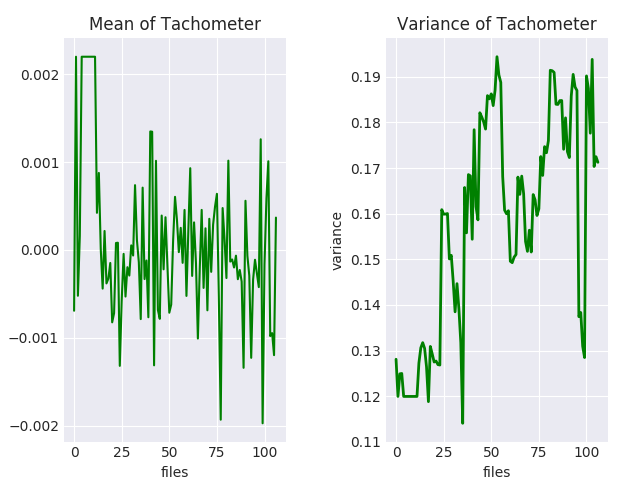 Mean of Tachometer
0.002
0.001
0.000
−0.001
−0.002
0 25 50 75 100
files
Variance of Tachometer
variance
0.19
0.18
0.17
0.16
0.15
0.14
0.13
0.12
0.11
0 25 50 75 100
files